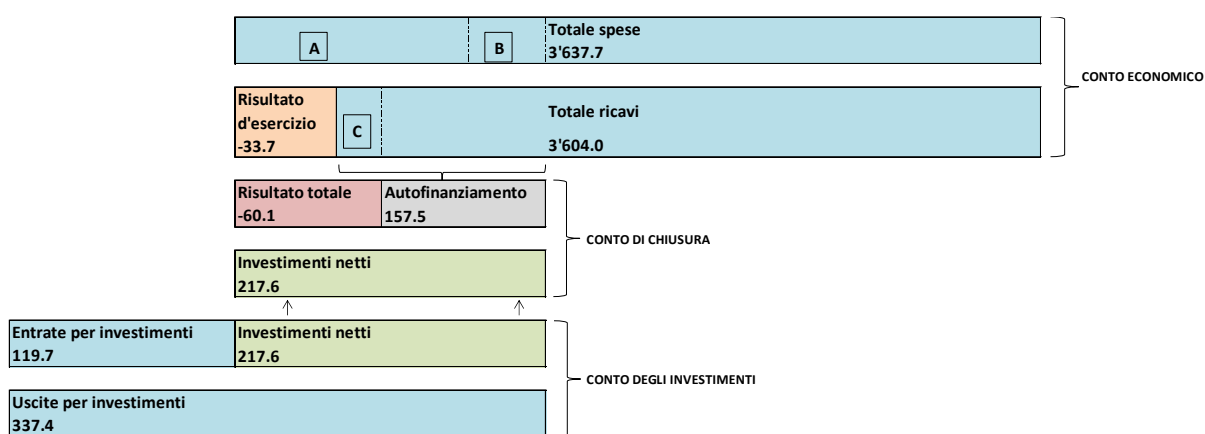 Totale spese
A
B
3'637.7
CONTO ECONOMICO
Risultato
d'esercizio
-33.7
C
Totale ricavi
3'604.0
Risultato totale
-60.1
Autofinanziamento
157.5
CONTO DI CHIUSURA
Investimenti netti
217.6
Entrate per investimenti
119.7
Investimenti netti
217.6
CONTO DEGLI INVESTIMENTI
Uscite per investimenti
337.4